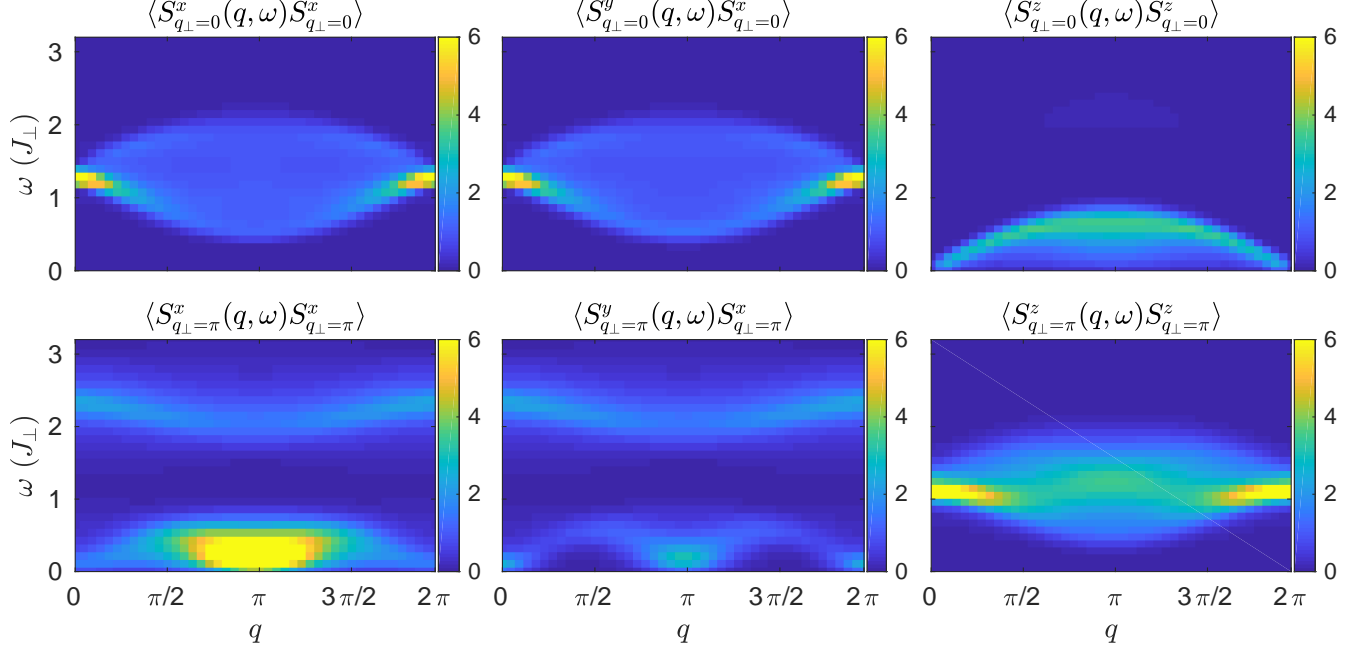 ⟨S^x_{q⊥=0}(q, ω)S^x_{q⊥=0}⟩ ⟨S^y_{q⊥=0}(q, ω)S^x_{q⊥=0}⟩ ⟨S^z_{q⊥=0}(q, ω)S^z_{q⊥=0}⟩
ω (J⊥)
3 2 1 0
6 4 2 0
6 4 2 0
6 4 2 0
⟨S^x_{q⊥=π}(q, ω)S^x_{q⊥=π}⟩ ⟨S^y_{q⊥=π}(q, ω)S^x_{q⊥=π}⟩ ⟨S^z_{q⊥=π}(q, ω)S^z_{q⊥=π}⟩
ω (J⊥)
3 2 1 0
6 4 2 0
6 4 2 0
6 4 2 0
0 π/2 π 3π/2 2π 0 π/2 π 3π/2 2π 0 π/2 π 3π/2 2π
q q q